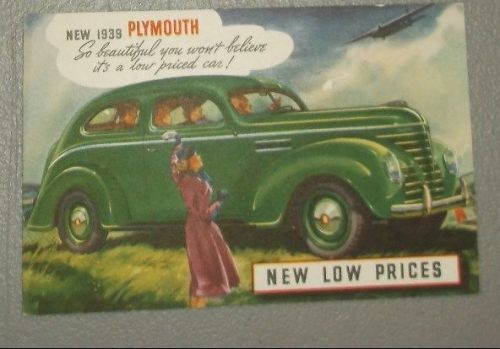 NEW 1939 PLYMOUTH
So beautiful you won't believe
it's a low priced car!
NEW LOW PRICES